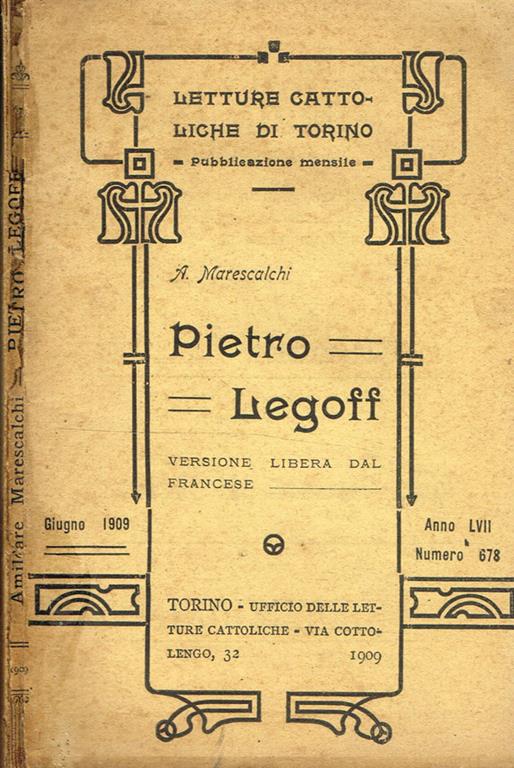 LETTURE CATTO-
LICHE DI TORINO
Pubblicazione mensile
A. Marescalchi
Pietro
Legoff
VERSIONE LIBERA DAL
FRANCESE
Giugno 1909
Anno LVII
Numero 678
TORINO - UFFICIO DELLE LET-
TURE CATTOLICHE - VIA COTTO-
LENGO, 32 1909
Amilcare Marescalchi — PIETRO LEGOFF
1909